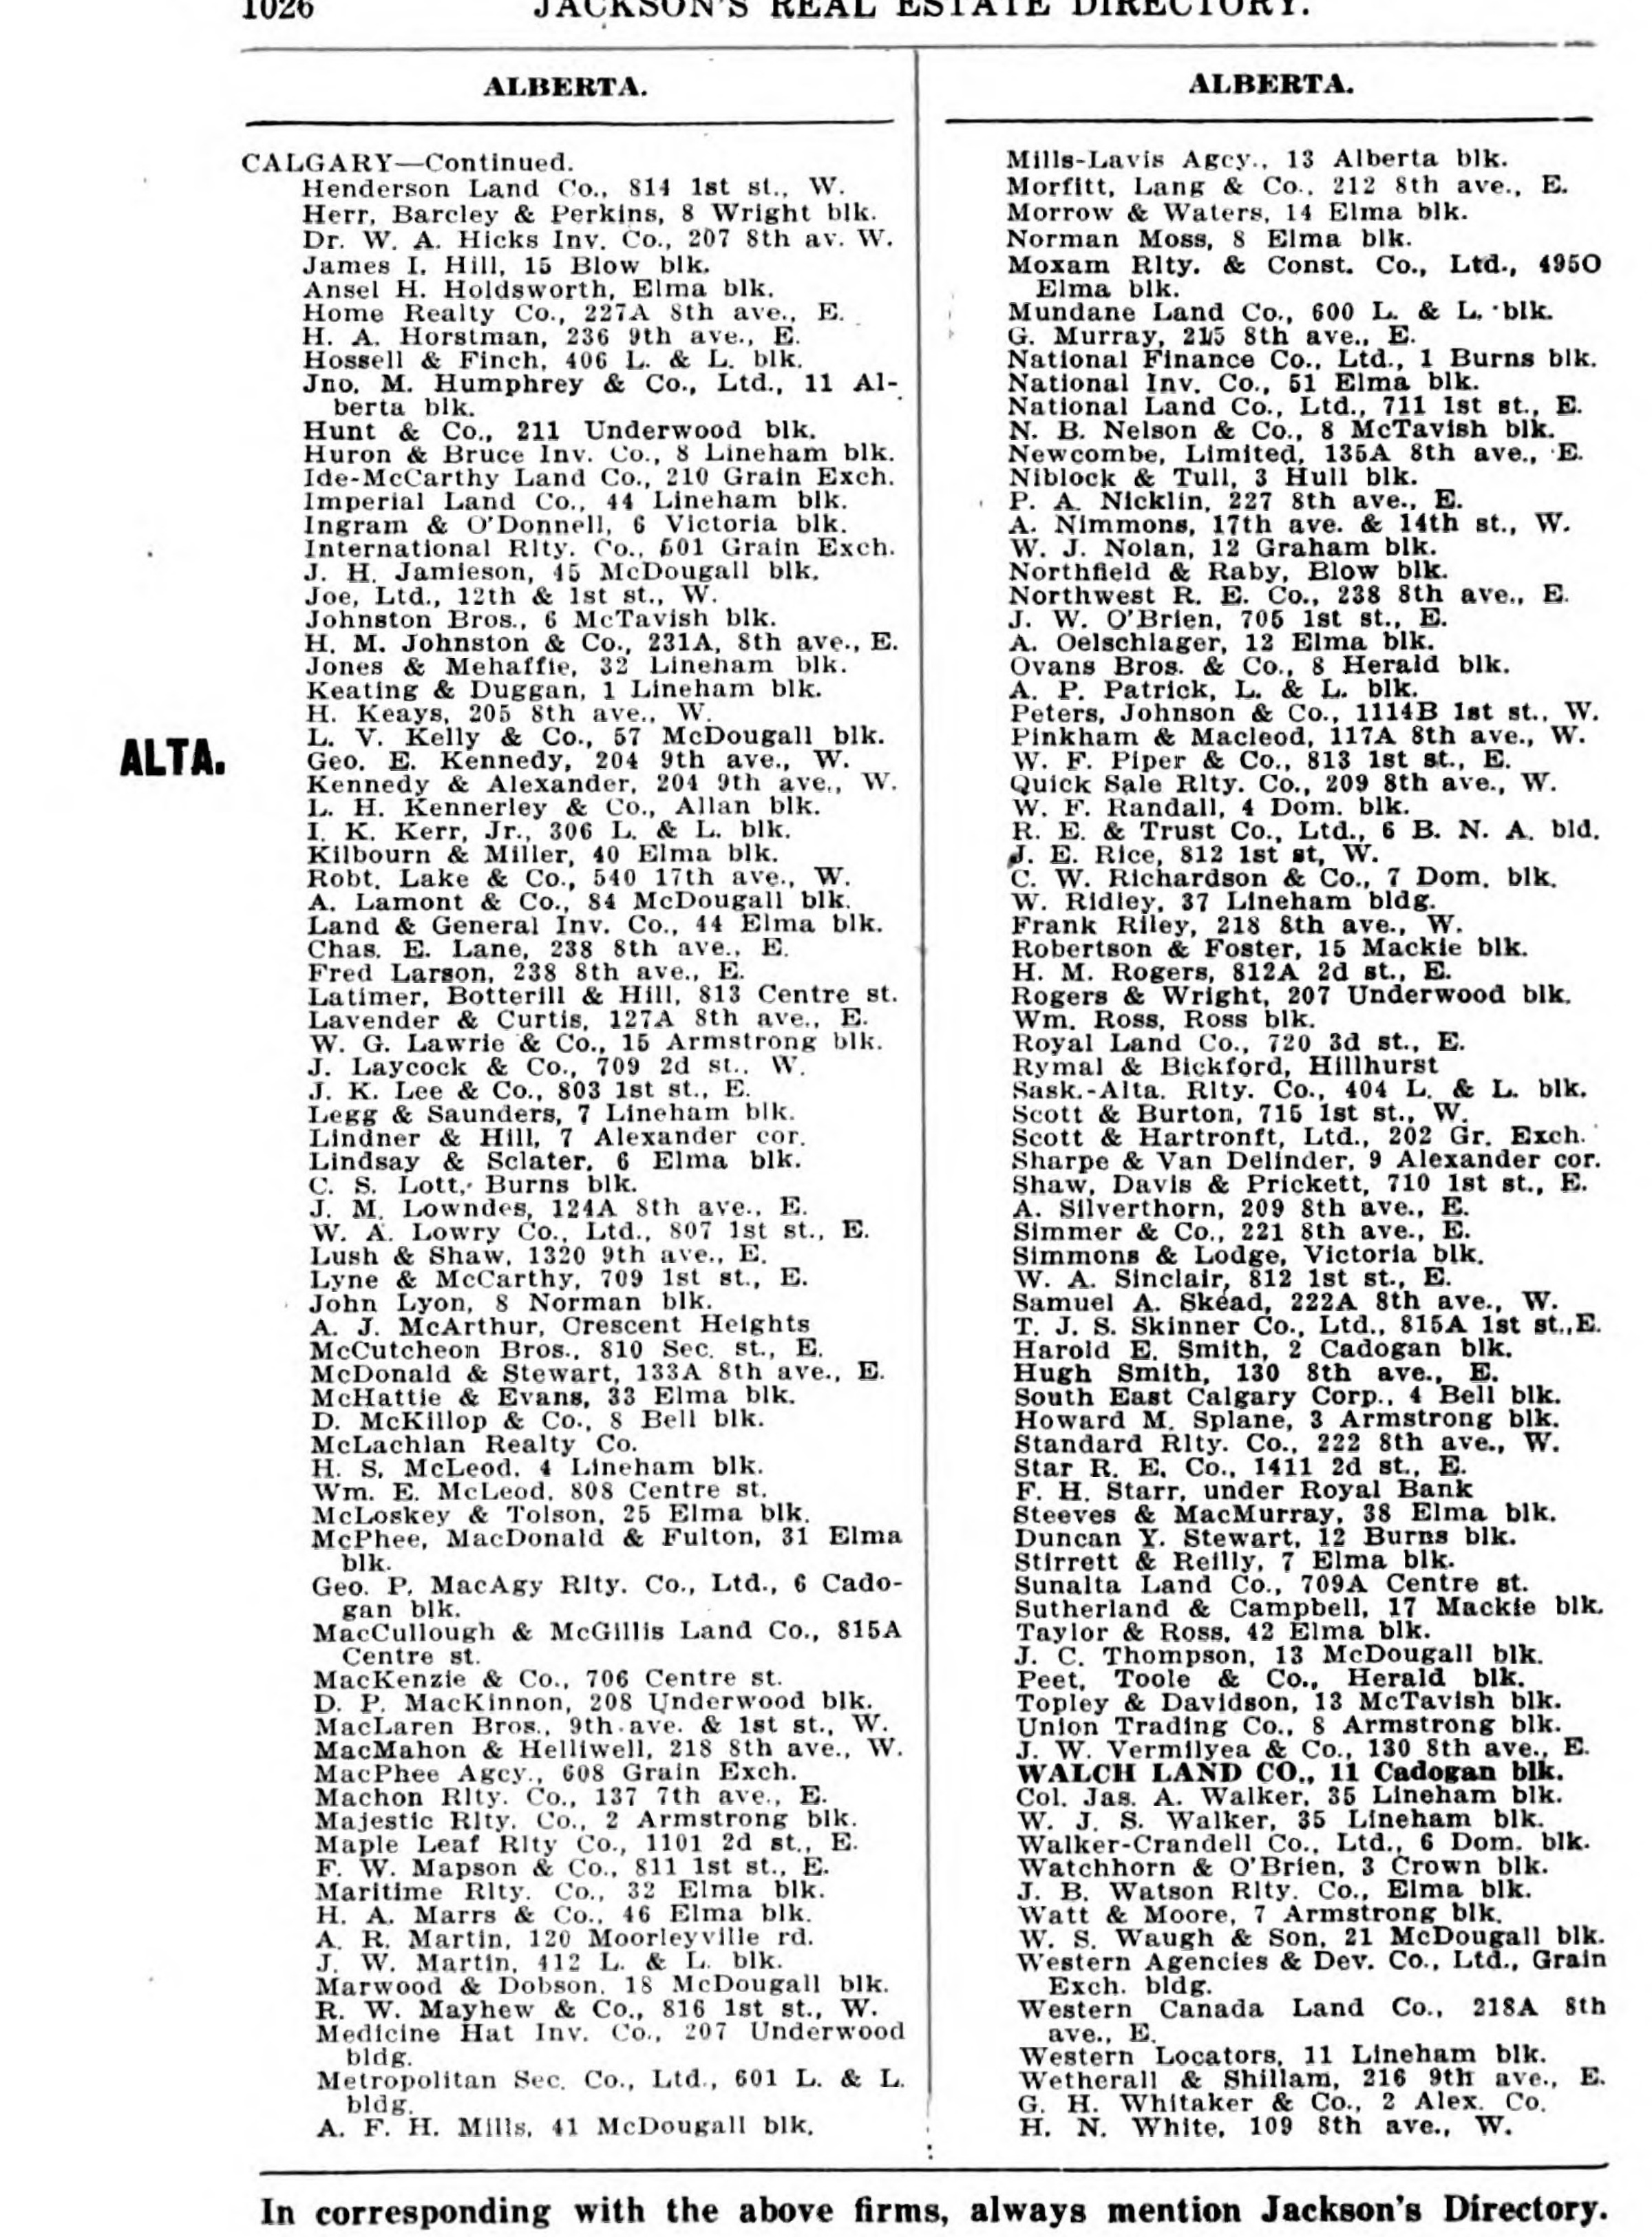 1026 JACKSON'S REAL ESTATE DIRECTORY.
ALBERTA.
CALGARY—Continued.
Henderson Land Co., 814 1st st., W.
Herr, Barcley & Perkins, 8 Wright blk.
Dr. W. A. Hicks Inv. Co., 207 8th av. W.
James I. Hill, 15 Blow blk.
Ansel H. Holdsworth, Elma blk.
Home Realty Co., 227A 8th ave., E.
H. A. Horstman, 236 9th ave., E.
Hossell & Finch, 406 L. & L. blk.
Jno. M. Humphrey & Co., Ltd., 11 Al-
berta blk.
Hunt & Co., 211 Underwood blk.
Huron & Bruce Inv. Co., 8 Lineham blk.
Ide-McCarthy Land Co., 210 Grain Exch.
Imperial Land Co., 44 Lineham blk.
Ingram & O'Donnell, 6 Victoria blk.
International Rlty. Co., 601 Grain Exch.
J. H. Jamieson, 45 McDougall blk.
Joe, Ltd., 12th & 1st st., W.
Johnston Bros., 6 McTavish blk.
H. M. Johnston & Co., 231A, 8th ave., E.
Jones & Mehaffie, 32 Lineham blk.
Keating & Duggan, 1 Lineham blk.
H. Keays, 205 8th ave., W.
L. V. Kelly & Co., 57 McDougall blk.
ALTA.
Geo. E. Kennedy, 204 9th ave., W.
Kennedy & Alexander, 204 9th ave., W.
L. H. Kennerley & Co., Allan blk.
I. K. Kerr, Jr., 306 L. & L. blk.
Kilbourn & Miller, 40 Elma blk.
Robt. Lake & Co., 540 17th ave., W.
A. Lamont & Co., 84 McDougall blk.
Land & General Inv. Co., 44 Elma blk.
Chas. E. Lane, 238 8th ave., E.
Fred Larson, 238 8th ave., E.
Latimer, Botterill & Hill, 813 Centre st.
Lavender & Curtis, 127A 8th ave., E.
W. G. Lawrie & Co., 15 Armstrong blk.
J. Laycock & Co., 709 2d st., W.
J. K. Lee & Co., 803 1st st., E.
Legg & Saunders, 7 Lineham blk.
Lindner & Hill, 7 Alexander cor.
Lindsay & Sclater, 6 Elma blk.
C. S. Lott, Burns blk.
J. M. Lowndes, 124A 8th ave., E.
W. A. Lowry Co., Ltd., 807 1st st., E.
Lush & Shaw, 1320 9th ave., E.
Lyne & McCarthy, 709 1st st., E.
John Lyon, 8 Norman blk.
A. J. McArthur, Crescent Heights
McCutcheon Bros., 810 Sec. st., E.
McDonald & Stewart, 133A 8th ave., E.
McHattie & Evans, 33 Elma blk.
D. McKillop & Co., 8 Bell blk.
McLachlan Realty Co.
H. S. McLeod, 4 Lineham blk.
Wm. E. McLeod, 808 Centre st.
McLoskey & Tolson, 25 Elma blk.
McPhee, MacDonald & Fulton, 31 Elma
blk.
Geo. P. MacAgy Rlty. Co., Ltd., 6 Cado-
gan blk.
MacCullough & McGillis Land Co., 815A
Centre st.
MacKenzie & Co., 706 Centre st.
D. P. MacKinnon, 208 Underwood blk.
MacLaren Bros., 9th ave. & 1st st., W.
MacMahon & Helliwell, 218 8th ave., W.
MacPhee Agcy., 608 Grain Exch.
Machon Rlty. Co., 137 7th ave., E.
Majestic Rlty. Co., 2 Armstrong blk.
Maple Leaf Rlty Co., 1101 2d st., E.
F. W. Mapson & Co., 811 1st st., E.
Maritime Rlty. Co., 32 Elma blk.
H. A. Marrs & Co., 46 Elma blk.
A. R. Martin, 120 Moorleyville rd.
J. W. Martin, 412 L. & L. blk.
Marwood & Dobson, 18 McDougall blk.
R. W. Mayhew & Co., 816 1st st., W.
Medicine Hat Inv. Co., 207 Underwood
bldg.
Metropolitan Sec. Co., Ltd., 601 L. & L.
bldg.
A. F. H. Mills, 41 McDougall blk.
ALBERTA.
Mills-Lavis Agcy., 13 Alberta blk.
Morfitt, Lang & Co., 212 8th ave., E.
Morrow & Waters, 14 Elma blk.
Norman Moss, 8 Elma blk.
Moxam Rlty. & Const. Co., Ltd., 495O
Elma blk.
Mundane Land Co., 600 L. & L. blk.
G. Murray, 215 8th ave., E.
National Finance Co., Ltd., 1 Burns blk.
National Inv. Co., 51 Elma blk.
National Land Co., Ltd., 711 1st st., E.
N. B. Nelson & Co., 8 McTavish blk.
Newcombe, Limited, 135A 8th ave., E.
Niblock & Tull, 3 Hull blk.
P. A. Nicklin, 227 8th ave., E.
A. Nimmons, 17th ave. & 14th st., W.
W. J. Nolan, 12 Graham blk.
Northfield & Raby, Blow blk.
Northwest R. E. Co., 238 8th ave., E.
J. W. O'Brien, 705 1st st., E.
A. Oelschlager, 12 Elma blk.
Ovans Bros. & Co., 8 Herald blk.
A. P. Patrick, L. & L. blk.
Peters, Johnson & Co., 1114B 1st st., W.
Pinkham & Macleod, 117A 8th ave., W.
W. F. Piper & Co., 813 1st st., E.
Quick Sale Rlty. Co., 209 8th ave., W.
W. F. Randall, 4 Dom. blk.
R. E. & Trust Co., Ltd., 6 B. N. A. bld.
J. E. Rice, 812 1st st, W.
C. W. Richardson & Co., 7 Dom. blk.
W. Ridley, 37 Lineham bldg.
Frank Riley, 218 8th ave., W.
Robertson & Foster, 15 Mackie blk.
H. M. Rogers, 812A 2d st., E.
Rogers & Wright, 207 Underwood blk.
Wm. Ross, Ross blk.
Royal Land Co., 720 3d st., E.
Rymal & Bickford, Hillhurst
Sask.-Alta. Rlty. Co., 404 L. & L. blk.
Scott & Burton, 715 1st st., W.
Scott & Hartronft, Ltd., 202 Gr. Exch.
Sharpe & Van Delinder, 9 Alexander cor.
Shaw, Davis & Prickett, 710 1st st., E.
A. Silverthorn, 209 8th ave., E.
Simmer & Co., 221 8th ave., E.
Simmons & Lodge, Victoria blk.
W. A. Sinclair, 812 1st st., E.
Samuel A. Skead, 222A 8th ave., W.
T. J. S. Skinner Co., Ltd., 815A 1st st., E.
Harold E. Smith, 2 Cadogan blk.
Hugh Smith, 130 8th ave., E.
South East Calgary Corp., 4 Bell blk.
Howard M. Splane, 3 Armstrong blk.
Standard Rlty. Co., 222 8th ave., W.
Star R. E. Co., 1411 2d st., E.
F. H. Starr, under Royal Bank
Steeves & MacMurray, 38 Elma blk.
Duncan Y. Stewart, 12 Burns blk.
Stirrett & Reilly, 7 Elma blk.
Sunalta Land Co., 709A Centre st.
Sutherland & Campbell, 17 Mackie blk.
Taylor & Ross, 42 Elma blk.
J. C. Thompson, 13 McDougall blk.
Peet, Toole & Co., Herald blk.
Topley & Davidson, 13 McTavish blk.
Union Trading Co., 8 Armstrong blk.
J. W. Vermilyea & Co., 130 8th ave., E.
WALCH LAND CO., 11 Cadogan blk.
Col. Jas. A. Walker, 35 Lineham blk.
W. J. S. Walker, 35 Lineham blk.
Walker-Crandell Co., Ltd., 6 Dom. blk.
Watchhorn & O'Brien, 3 Crown blk.
J. B. Watson Rlty. Co., Elma blk.
Watt & Moore, 7 Armstrong blk.
W. S. Waugh & Son, 21 McDougall blk.
Western Agencies & Dev. Co., Ltd., Grain
Exch. bldg.
Western Canada Land Co., 218A 8th
ave., E.
Western Locators, 11 Lineham blk.
Wetherall & Shillam, 216 9th ave., E.
G. H. Whitaker & Co., 2 Alex. Co.
H. N. White, 109 8th ave., W.
In corresponding with the above firms, always mention Jackson's Directory.